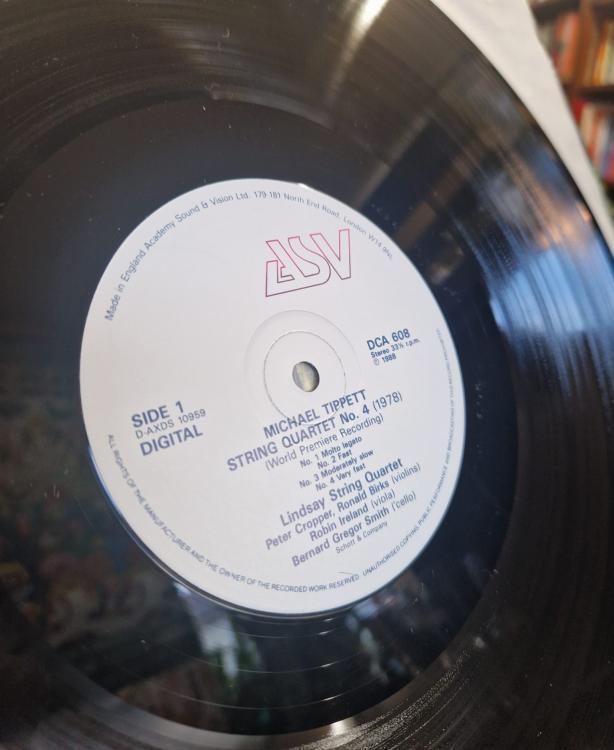 Made in England Academy Sound & Vision Ltd. 179-181 North End Road, London W14 9NL
ASV
DCA 608
Stereo 33⅓ r.p.m.
℗ 1988
SIDE 1
D-AXDS 10959
DIGITAL
MICHAEL TIPPETT
STRING QUARTET No. 4 (1978)
(World Premiere Recording)
No. 1 Molto legato
No. 2 Fast
No. 3 Moderately slow
No. 4 Very fast
Lindsay String Quartet
Peter Cropper, Ronald Birks (violins)
Robin Ireland (viola)
Bernard Gregor Smith ('cello)
Schott & Company
ALL RIGHTS OF THE MANUFACTURER AND THE OWNER OF THE RECORDED WORK RESERVED. UNAUTHORISED COPYING, PUBLIC PERFORMANCE AND BROADCASTING OF THIS RECORD PROHIBITED